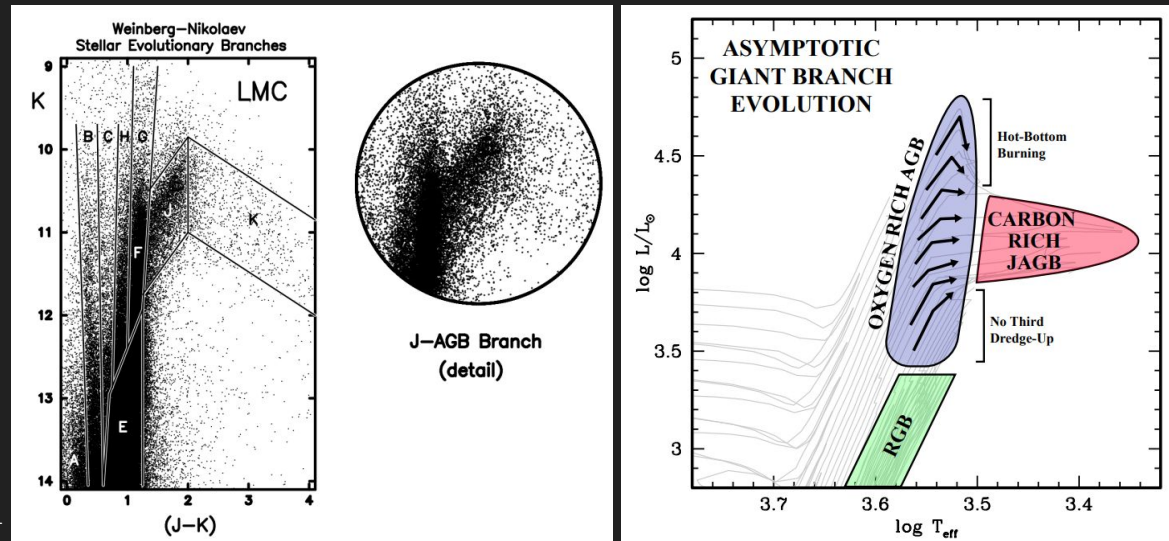 Weinberg-Nikolaev
Stellar Evolutionary Branches
9
10
11
12
13
14
K
LMC
B C H G
J
K
F
E
A
0 1 2 3 4
(J-K)
J-AGB Branch
(detail)
ASYMPTOTIC
GIANT BRANCH
EVOLUTION
5
4.5
4
3.5
3
log L/L☉
OXYGEN RICH AGB
Hot-Bottom
Burning
CARBON
RICH
JAGB
No Third
Dredge-Up
RGB
3.7 3.6 3.5 3.4
log T_eff